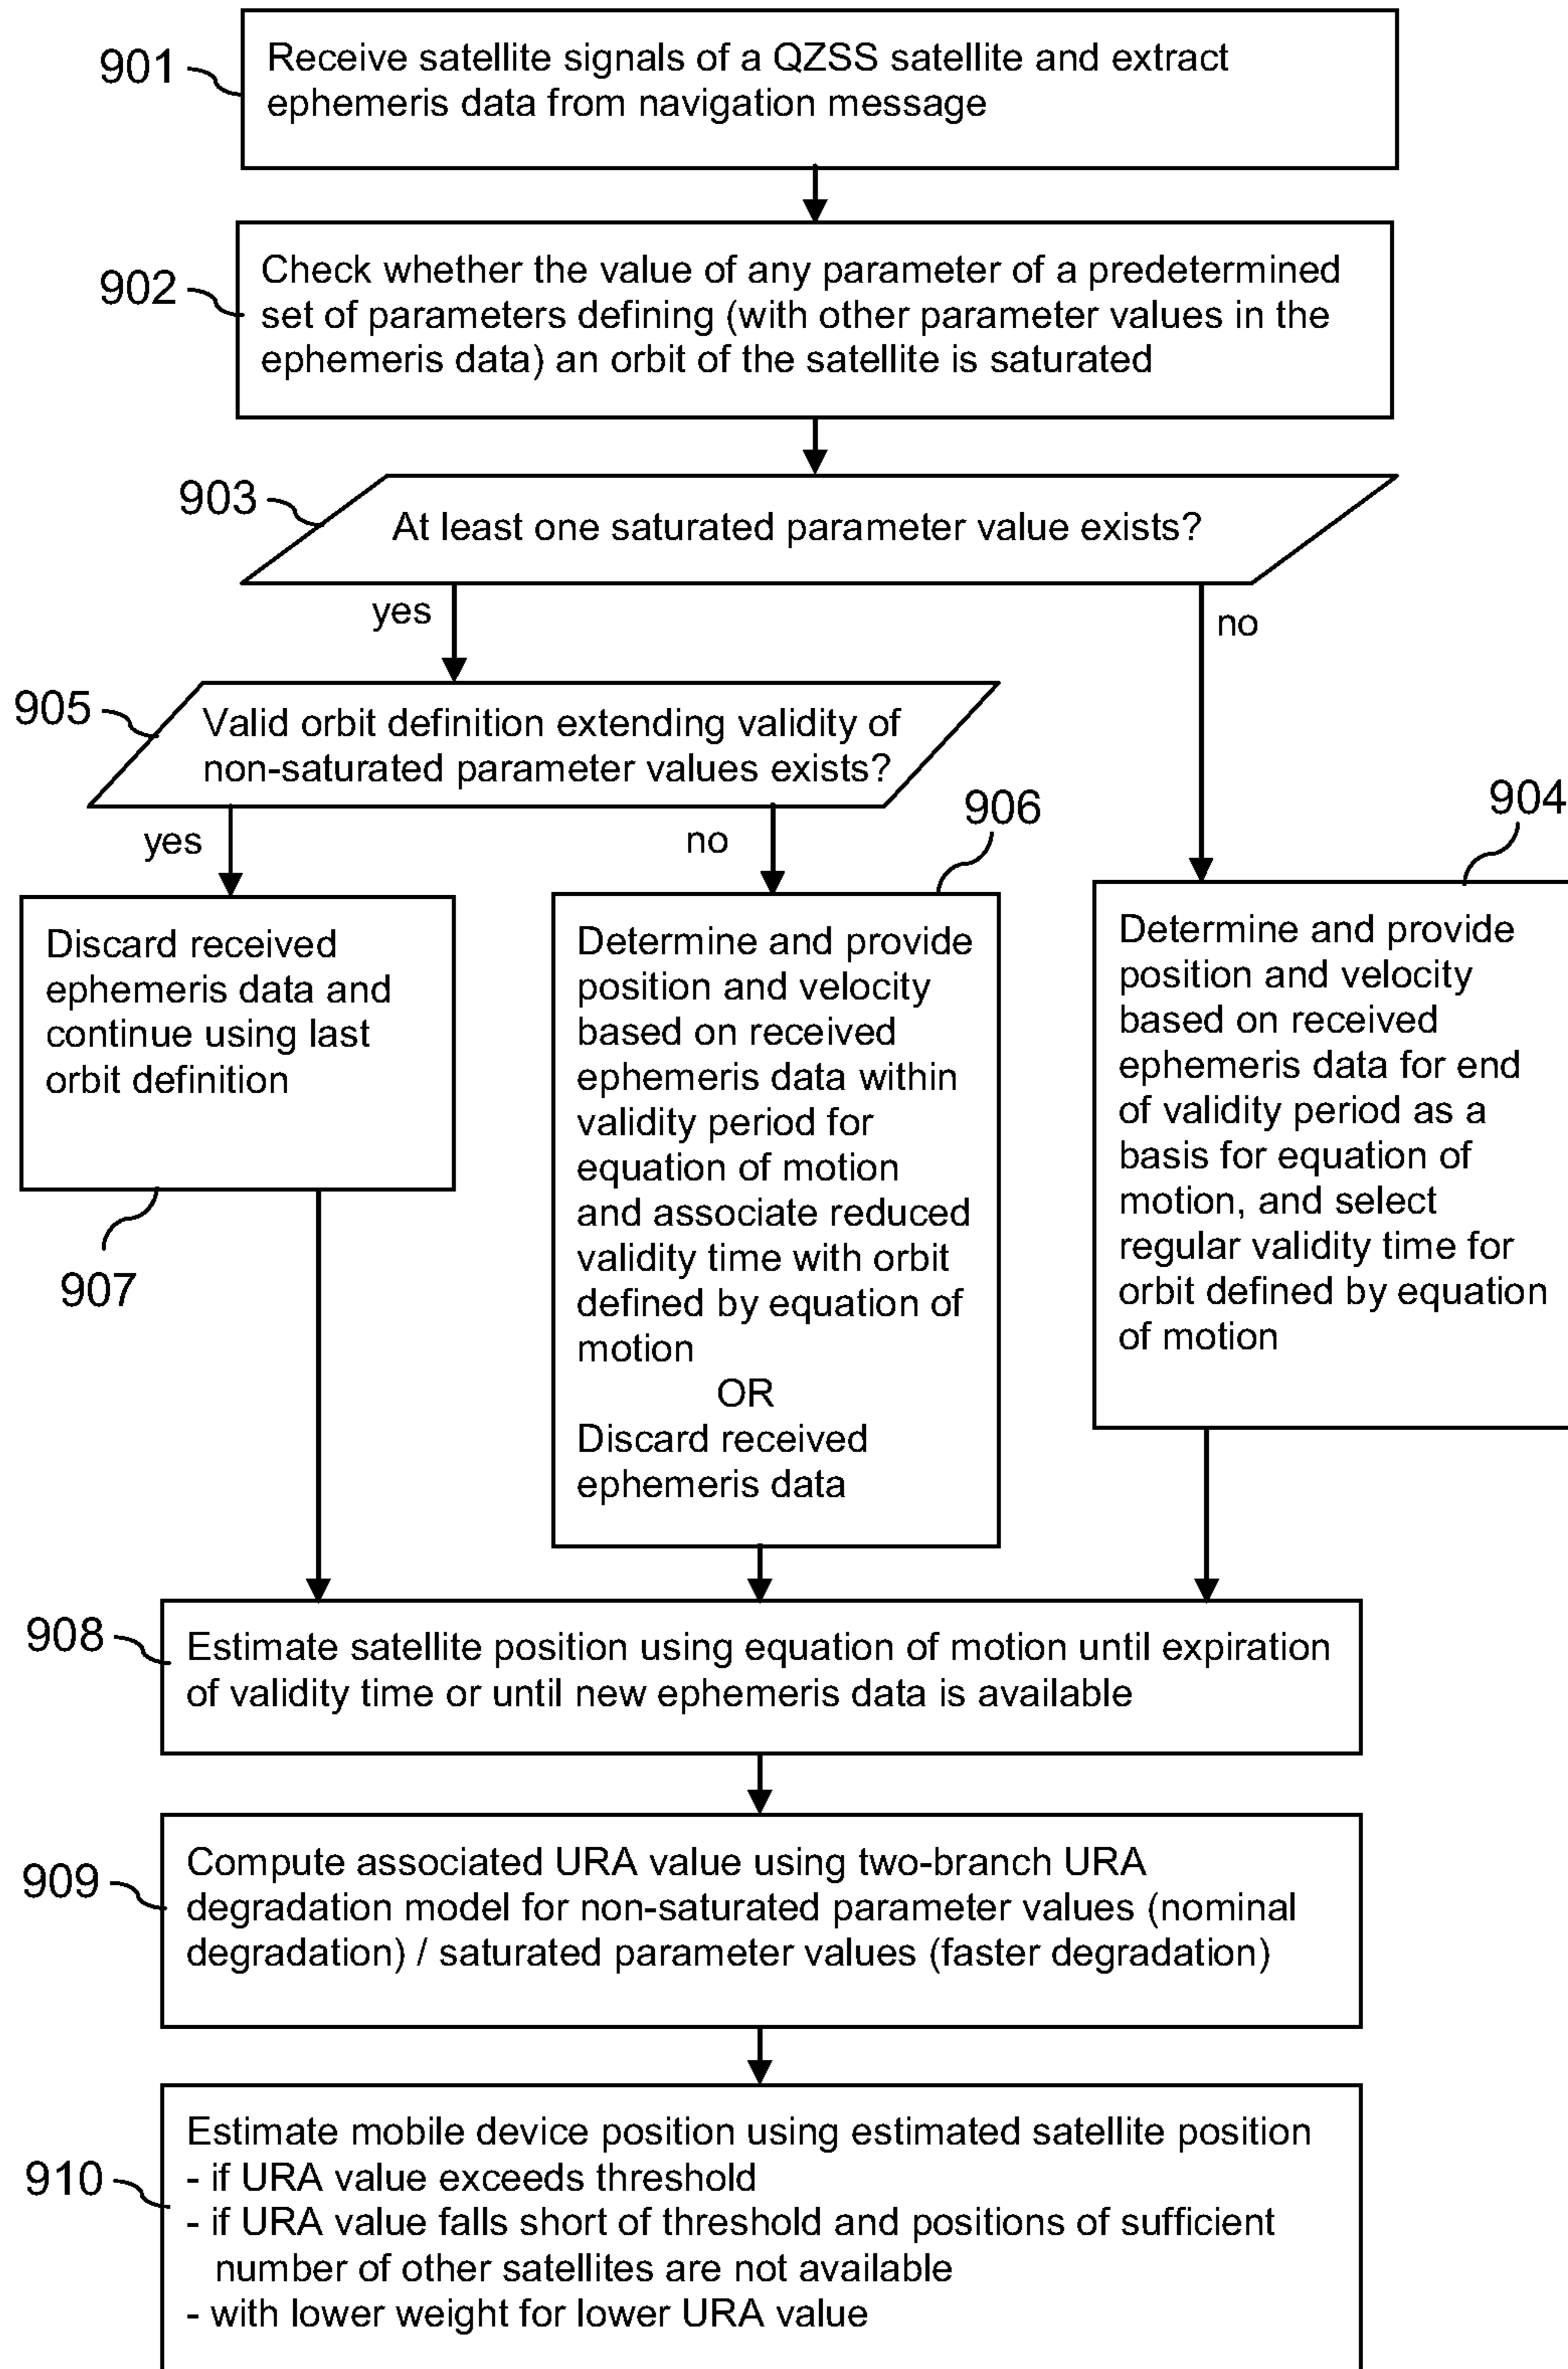 901
Receive satellite signals of a QZSS satellite and extract
ephemeris data from navigation message
902
Check whether the value of any parameter of a predetermined
set of parameters defining (with other parameter values in the
ephemeris data) an orbit of the satellite is saturated
903
At least one saturated parameter value exists?
yes
no
905
Valid orbit definition extending validity of
non-saturated parameter values exists?
yes
no
906
904
Discard received
ephemeris data and
continue using last
orbit definition
907
Determine and provide
position and velocity
based on received
ephemeris data within
validity period for
equation of motion
and associate reduced
validity time with orbit
defined by equation of
motion
OR
Discard received
ephemeris data
Determine and provide
position and velocity
based on received
ephemeris data for end
of validity period as a
basis for equation of
motion, and select
regular validity time for
orbit defined by equation
of motion
908
Estimate satellite position using equation of motion until expiration
of validity time or until new ephemeris data is available
909
Compute associated URA value using two-branch URA
degradation model for non-saturated parameter values (nominal
degradation) / saturated parameter values (faster degradation)
910
Estimate mobile device position using estimated satellite position
- if URA value exceeds threshold
- if URA value falls short of threshold and positions of sufficient
number of other satellites are not available
- with lower weight for lower URA value